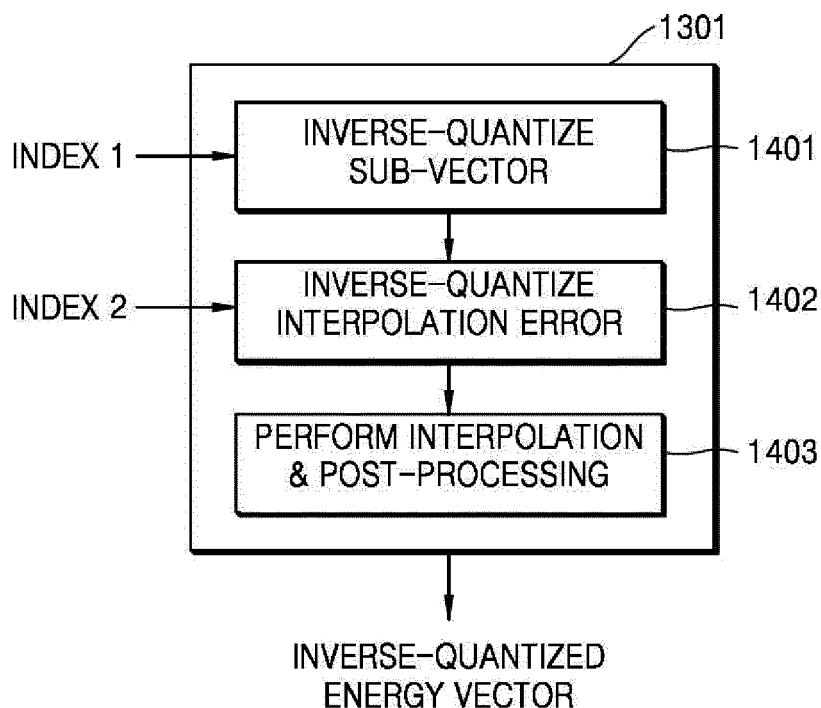 1301
INVERSE-QUANTIZE
SUB-VECTOR
INDEX 1
1401
INVERSE-QUANTIZE
INTERPOLATION ERROR
INDEX 2
1402
PERFORM INTERPOLATION
& POST-PROCESSING
1403
INVERSE-QUANTIZED
ENERGY VECTOR